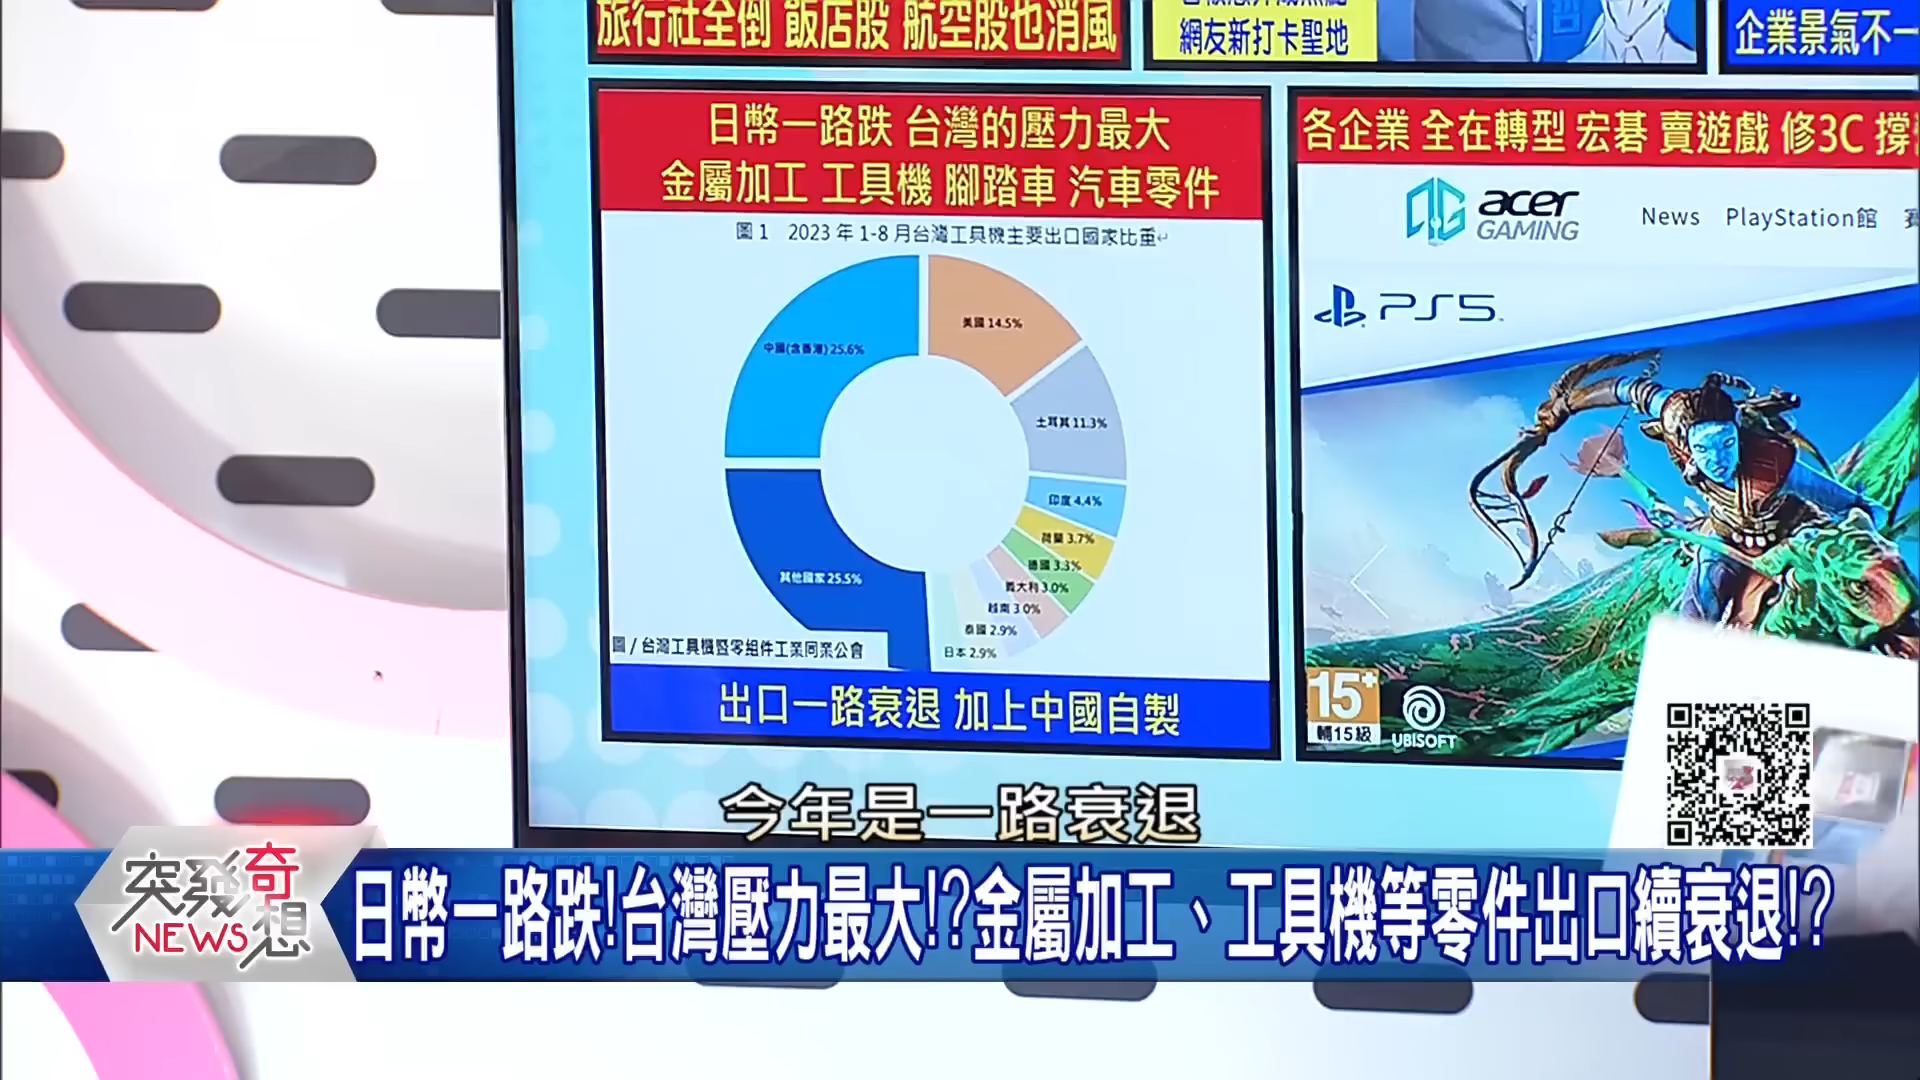 旅行社全倒 飯店股 航空股也消風
網友新打卡聖地
企業景氣不一
日幣一路跌 台灣的壓力最大
金屬加工 工具機 腳踏車 汽車零件
圖 1 2023 年 1-8 月台灣工具機主要出口國家比重
美國 14.5%
中國(含香港) 25.6%
土耳其 11.3%
印度 4.4%
荷蘭 3.7%
德國 3.3%
義大利 3.0%
越南 3.0%
泰國 2.9%
日本 2.9%
其他國家 25.5%
圖 / 台灣工具機暨零組件工業同業公會
出口一路衰退 加上中國自製
各企業 全在轉型 宏碁 賣遊戲 修3C 撐
acer
GAMING
News PlayStation館
PS5
15+
輔15級
UBISOFT
今年是一路衰退
突發奇想
NEWS
日幣一路跌!台灣壓力最大!?金屬加工、工具機等零件出口續衰退!?